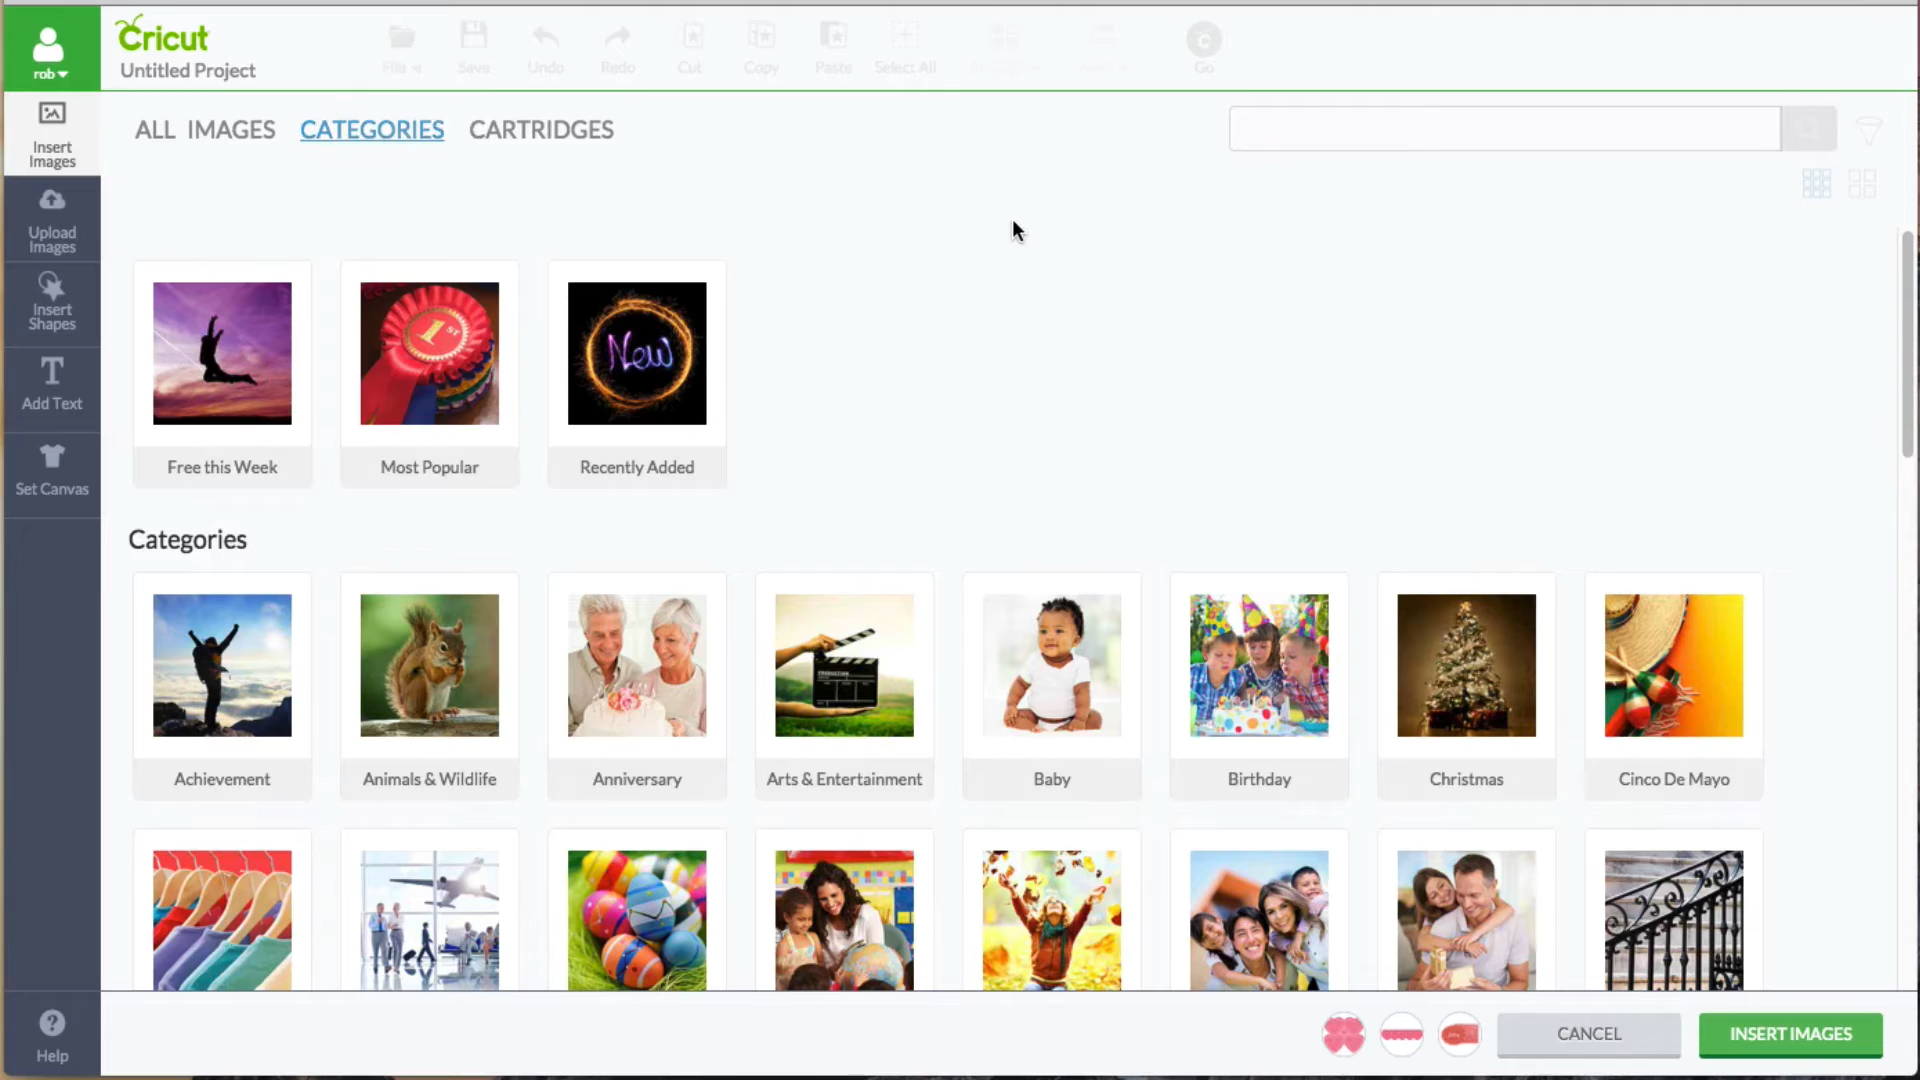 Cricut
Untitled Project
rob
File
Save
Undo
Redo
Cut
Copy
Paste
Select All
Go
Insert
Images
Upload
Images
Insert
Shapes
Add Text
Set Canvas
Help
ALL IMAGES
CATEGORIES
CARTRIDGES
1ST
New
Free this Week
Most Popular
Recently Added
Categories
PRODUCTION
Achievement
Animals & Wildlife
Anniversary
Arts & Entertainment
Baby
Birthday
Christmas
Cinco De Mayo
CANCEL
INSERT IMAGES